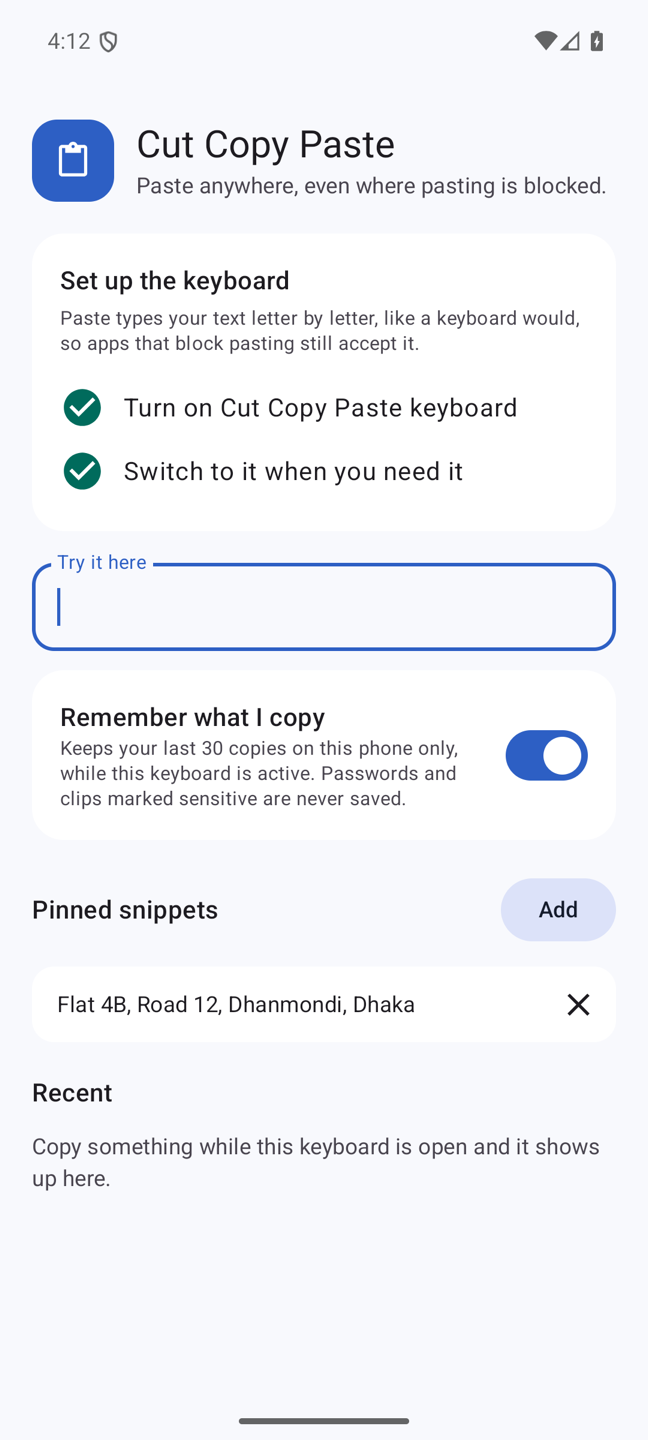 4:12
Cut Copy Paste
Paste anywhere, even where pasting is blocked.
Set up the keyboard
Paste types your text letter by letter, like a keyboard would,
so apps that block pasting still accept it.
Turn on Cut Copy Paste keyboard
Switch to it when you need it
Try it here
Remember what I copy
Keeps your last 30 copies on this phone only,
while this keyboard is active. Passwords and
clips marked sensitive are never saved.
Pinned snippets
Add
Flat 4B, Road 12, Dhanmondi, Dhaka
Recent
Copy something while this keyboard is open and it shows
up here.